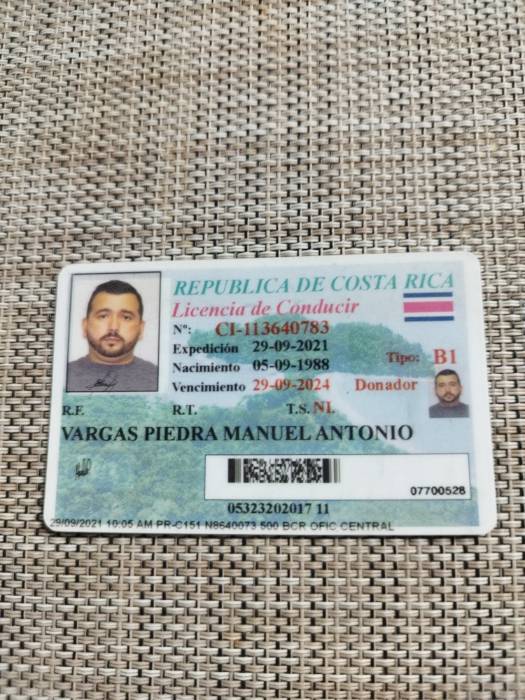 REPUBLICA DE COSTA RICA
Licencia de Conducir
Nº: CI-113640783
Expedición 29-09-2021
Nacimiento 05-09-1988 Tipo: B1
Vencimiento 29-09-2024 Donador
R.F. R.T. T.S. NI.
VARGAS PIEDRA MANUEL ANTONIO
07700528
05323202017 11
29/09/2021 10:05 AM PR-C151 N8640073 500 BCR OFIC CENTRAL